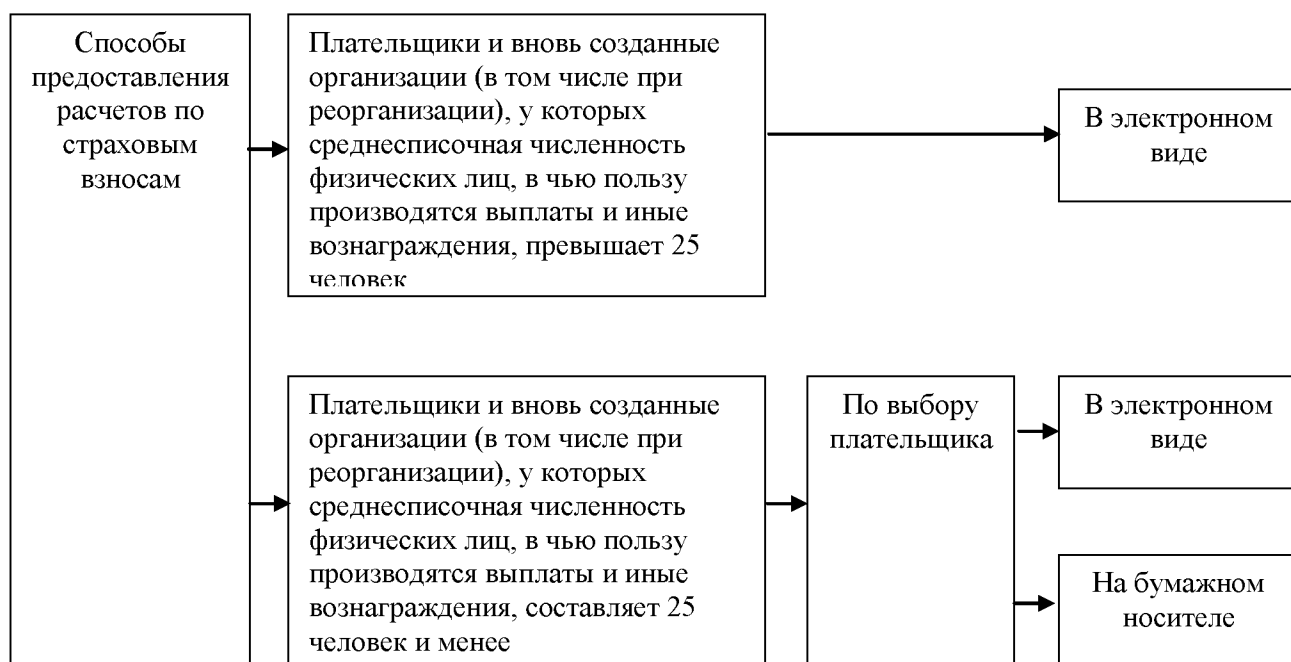 Способы
предоставления
расчетов по
страховым
взносам
Плательщики и вновь созданные
организации (в том числе при
реорганизации), у которых
среднесписочная численность
физических лиц, в чью пользу
производятся выплаты и иные
вознаграждения, превышает 25
человек
В электронном
виде
Плательщики и вновь созданные
организации (в том числе при
реорганизации), у которых
среднесписочная численность
физических лиц, в чью пользу
производятся выплаты и иные
вознаграждения, составляет 25
человек и менее
По выбору
плательщика
В электронном
виде
На бумажном
носителе